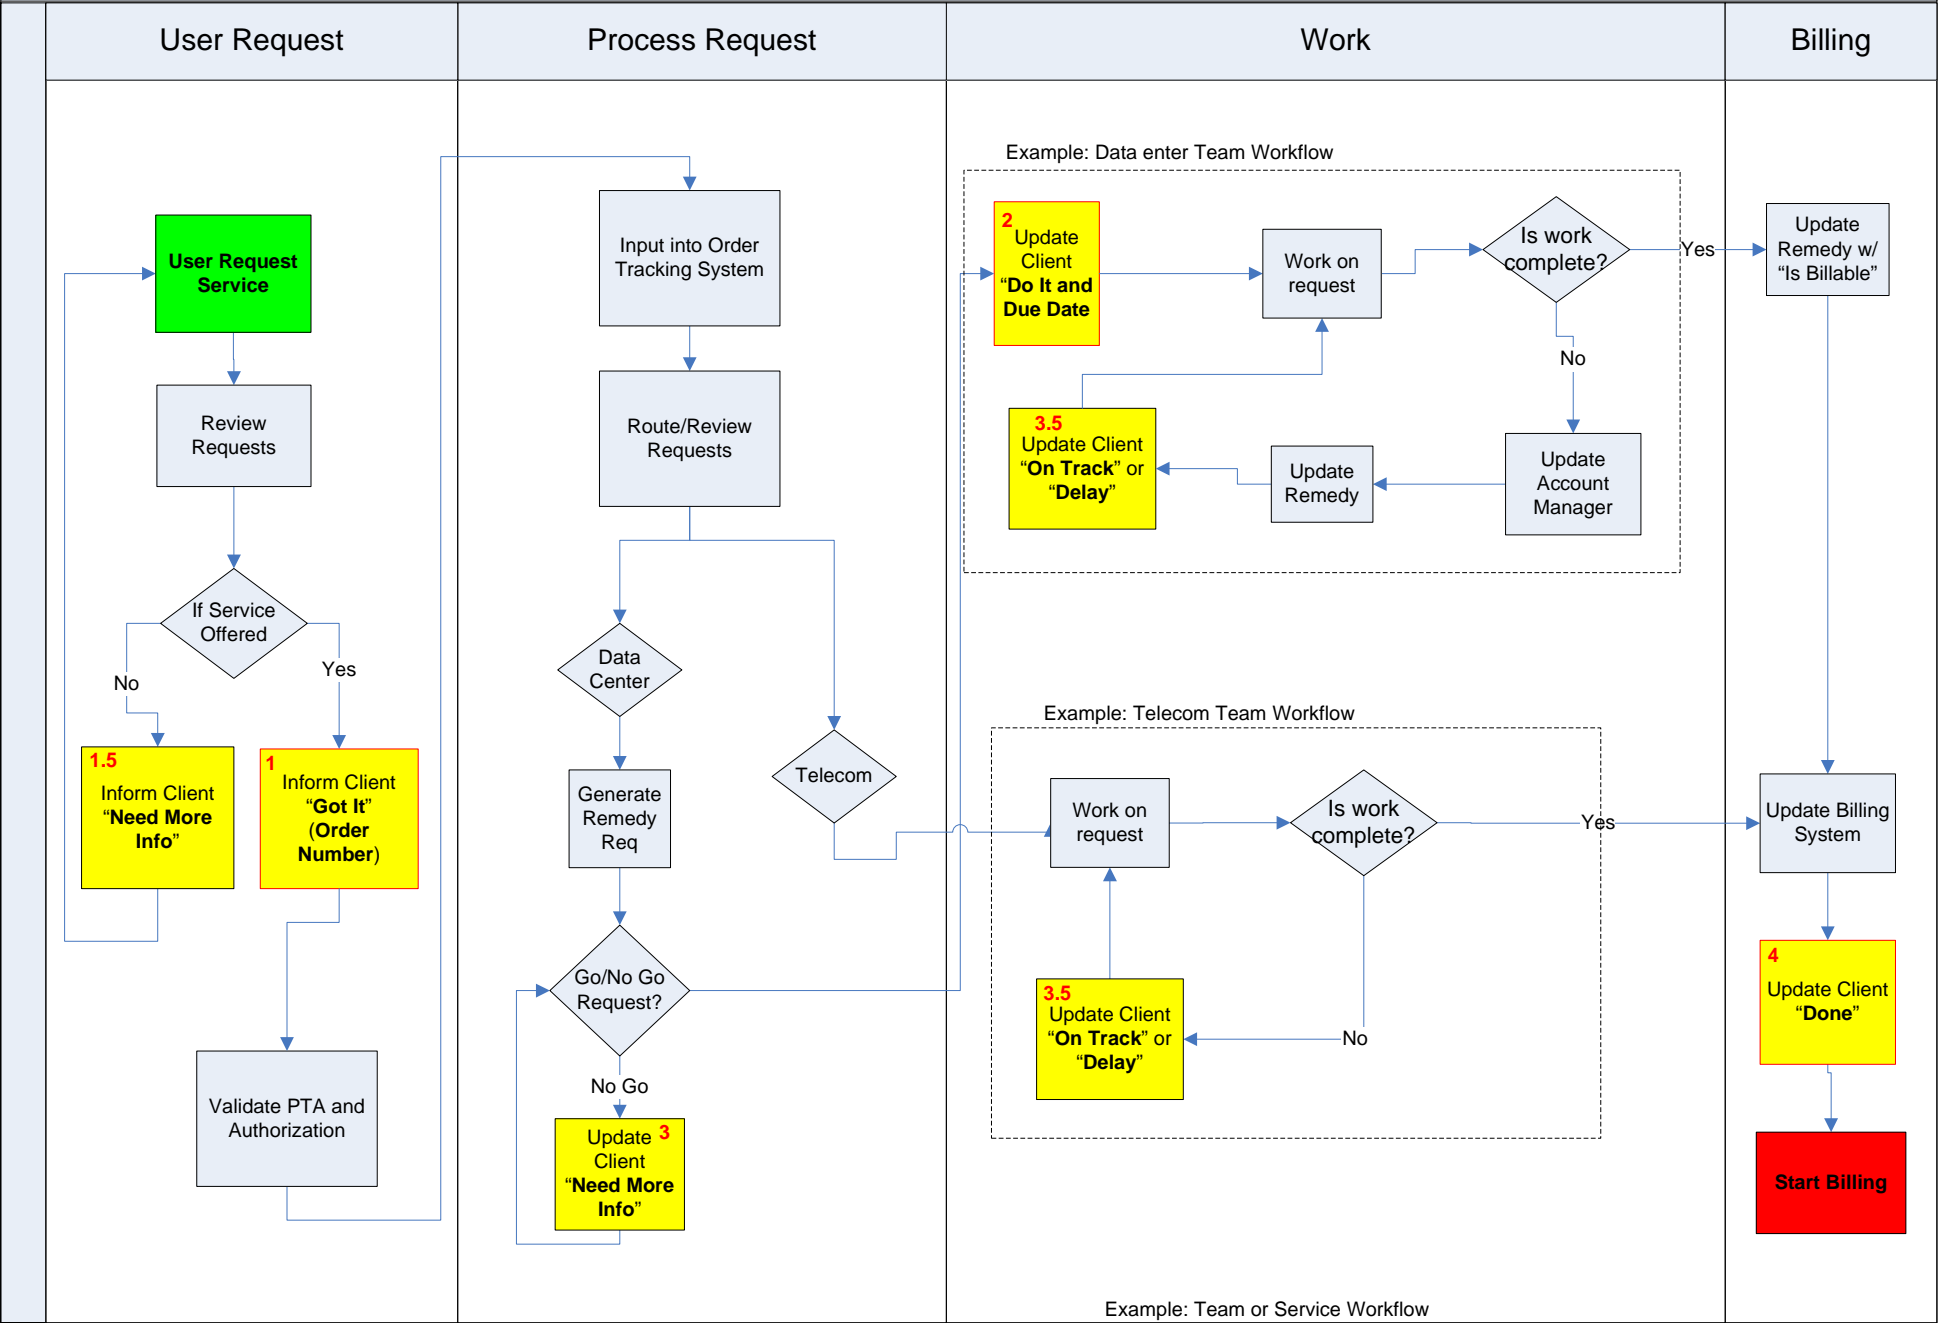 User Request
Process Request
Work
Billing
User Request
Service
Review
Requests
If Service
Offered
No
Yes
1.5
Inform Client
“Need More
Info”
1
Inform Client
“Got It”
(Order
Number)
Validate PTA and
Authorization
Input into Order
Tracking System
Route/Review
Requests
Data
Center
Telecom
Generate
Remedy
Req
Go/No Go
Request?
No Go
Update 3
Client
“Need More
Info”
Example: Data enter Team Workflow
2
Update
Client
“Do It and
Due Date
Work on
request
Is work
complete?
Yes
No
3.5
Update Client
“On Track” or
“Delay”
Update
Remedy
Update
Account
Manager
Example: Telecom Team Workflow
Work on
request
Is work
complete?
Yes
3.5
Update Client
“On Track” or
“Delay”
No
Example: Team or Service Workflow
Update
Remedy w/
“Is Billable”
Update Billing
System
4
Update Client
“Done”
Start Billing